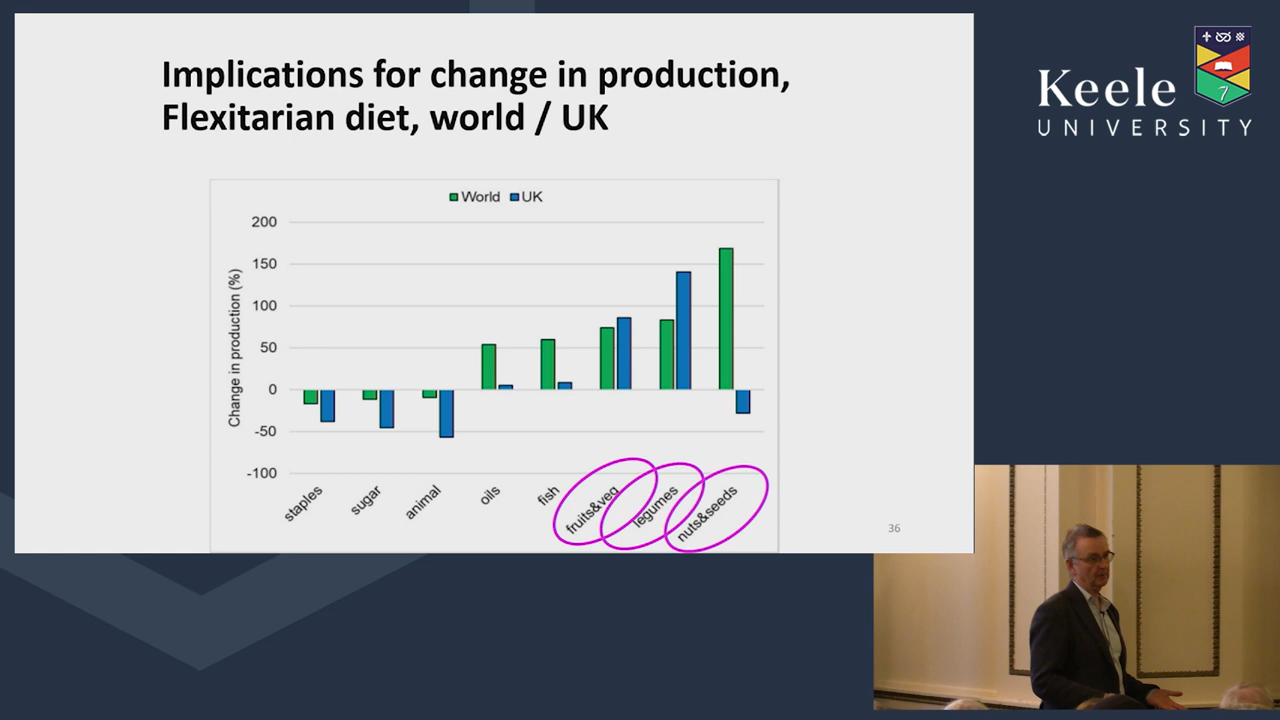 Implications for change in production,
Flexitarian diet, world / UK
World UK
Change in production (%)
200
150
100
50
0
-50
-100
staples
sugar
animal
oils
fish
fruits&veg
legumes
nuts&seeds
36
Keele
UNIVERSITY